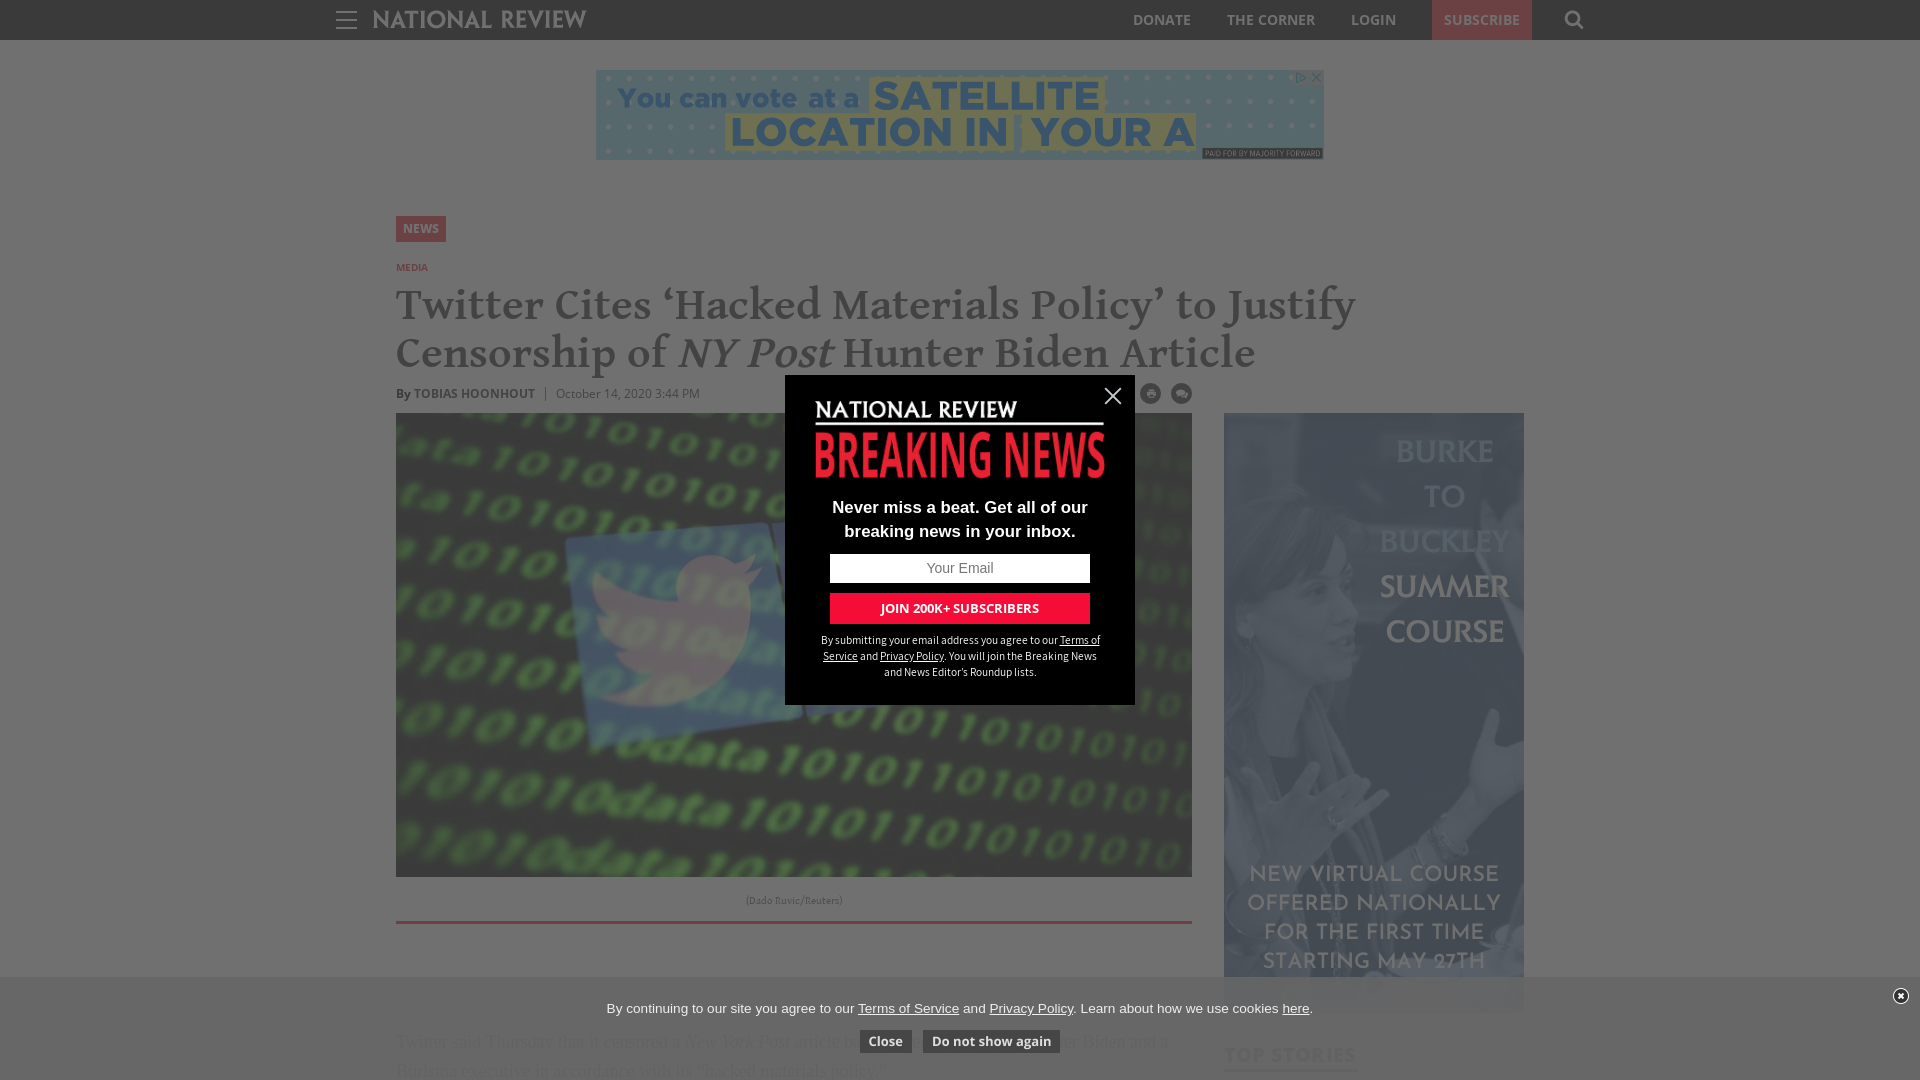 NATIONAL REVIEW
DONATE
THE CORNER
LOGIN
SUBSCRIBE
You can vote at a SATELLITE
LOCATION IN YOUR A
PAID FOR BY MAJORITY FORWARD
NEWS
MEDIA
Twitter Cites ‘Hacked Materials Policy’ to Justify
Censorship of NY Post Hunter Biden Article
By TOBIAS HOONHOUT
October 14, 2020 3:44 PM
NATIONAL REVIEW
BREAKING NEWS
Never miss a beat. Get all of our
breaking news in your inbox.
Your Email
JOIN 200K+ SUBSCRIBERS
By submitting your email address you agree to our Terms of
Service and Privacy Policy. You will join the Breaking News
and News Editor's Roundup lists.
BURKE
TO
BUCKLEY
SUMMER
COURSE
NEW VIRTUAL COURSE
OFFERED NATIONALLY
FOR THE FIRST TIME
STARTING MAY 27TH
(Dado Ruvic/Reuters)
By continuing to our site you agree to our Terms of Service and Privacy Policy. Learn about how we use cookies here.
Close
Do not show again
TOP STORIES